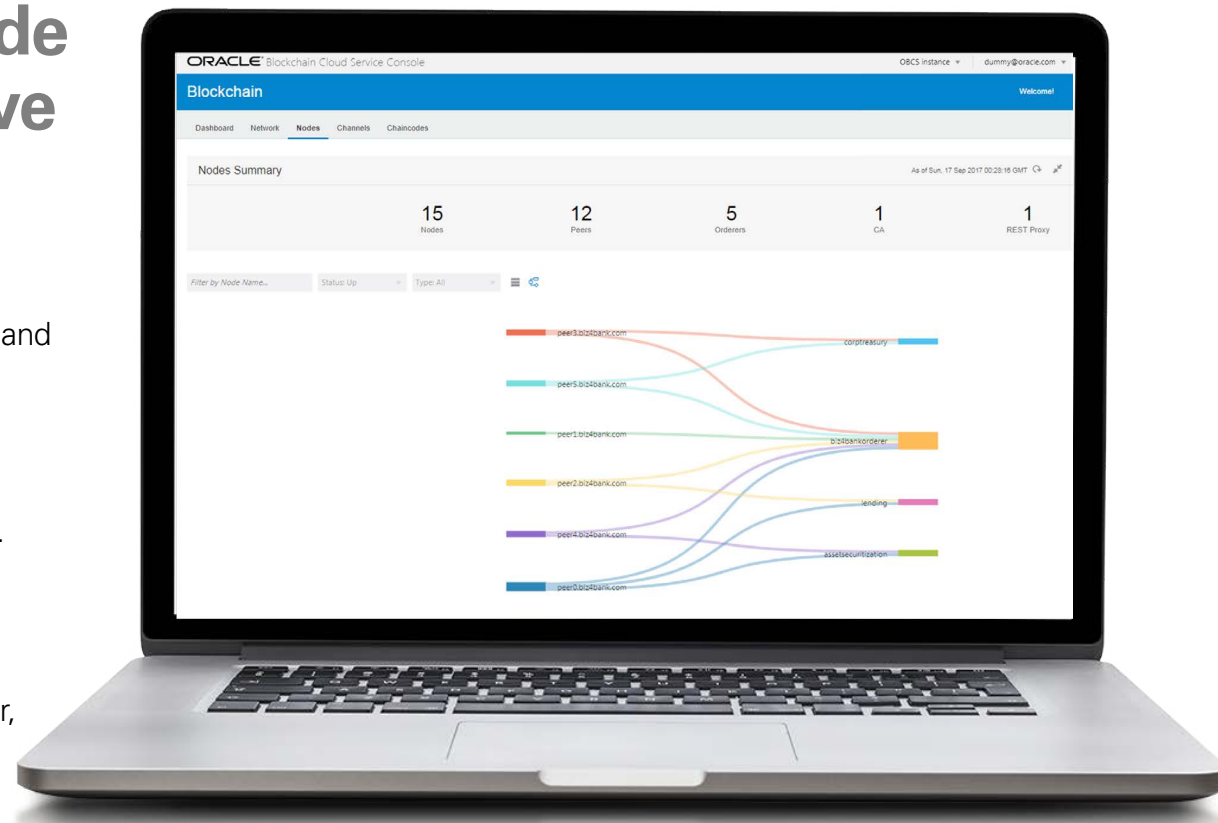 de
ve
and
r,
ORACLE Blockchain Cloud Service Console
OBCS instance
dummy@oracle.com
Blockchain
Welcome!
Dashboard Network Nodes Channels Chaincodes
Nodes Summary
As of Sun, 17 Sep 2017 00:28:16 GMT
15 12 5 1 1
Nodes Peers Orderers CA REST Proxy
Filter by Node Name... Status: Up Type: All
peer3.biz4bank.com
corptreasury
peer5.biz4bank.com
peer1.biz4bank.com
biz4bankorderer
peer2.biz4bank.com
lending
peer4.biz4bank.com
assetsecuritization
peer0.biz4bank.com